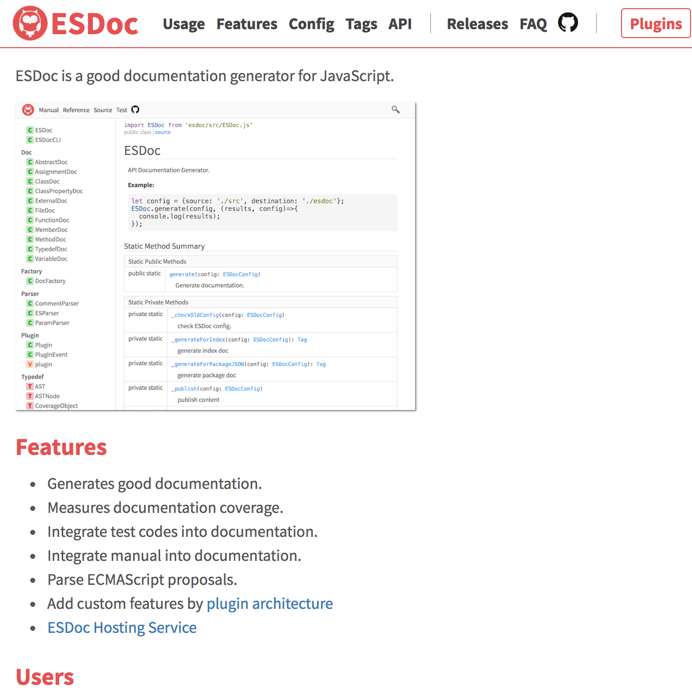 ESDoc Usage Features Config Tags API Releases FAQ Plugins
ESDoc is a good documentation generator for JavaScript.
Manual Reference Source Test
C ESDoc
C ESDocCLI
Doc
C AbstractDoc
C AssignmentDoc
C ClassDoc
C ClassPropertyDoc
C ExternalDoc
C FileDoc
C FunctionDoc
C MemberDoc
C MethodDoc
C TypedefDoc
C VariableDoc
Factory
C DocFactory
Parser
C CommentParser
C ESParser
C ParamParser
Plugin
C Plugin
C PluginEvent
V plugin
Typedef
T AST
T ASTNode
T CoverageObject
import ESDoc from 'esdoc/src/ESDoc.js'
public class | source
ESDoc
API Documentation Generator.
Example:
let config = {source: './src', destination: './esdoc'};
ESDoc.generate(config, (results, config)=>{
console.log(results);
});
Static Method Summary
Static Public Methods
public static generate(config: ESDocConfig)
Generate documentation.
Static Private Methods
private static _checkOldConfig(config: ESDocConfig)
check ESDoc config.
private static _generateForIndex(config: ESDocConfig): Tag
generate index doc
private static _generateForPackageJSON(config: ESDocConfig): Tag
generate package doc
private static _publish(config: ESDocConfig)
publish content
Features
Generates good documentation.
Measures documentation coverage.
Integrate test codes into documentation.
Integrate manual into documentation.
Parse ECMAScript proposals.
Add custom features by plugin architecture
ESDoc Hosting Service
Users